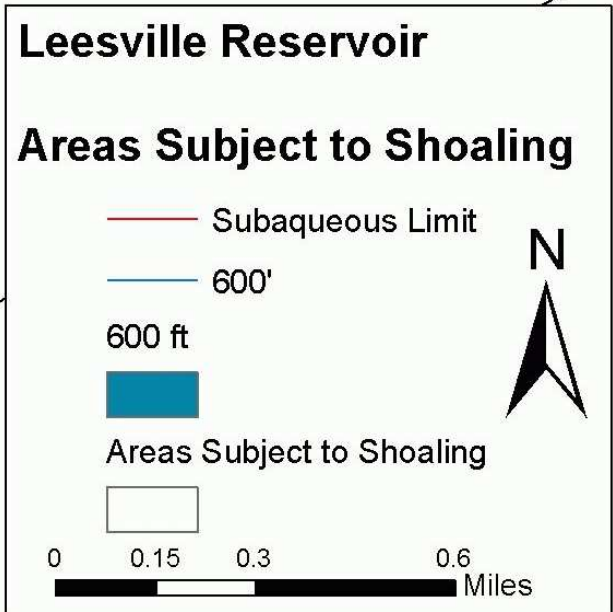 Leesville Reservoir
Areas Subject to Shoaling
Subaqueous Limit
N
600'
600 ft
Areas Subject to Shoaling
0 0.15 0.3 0.6
Miles